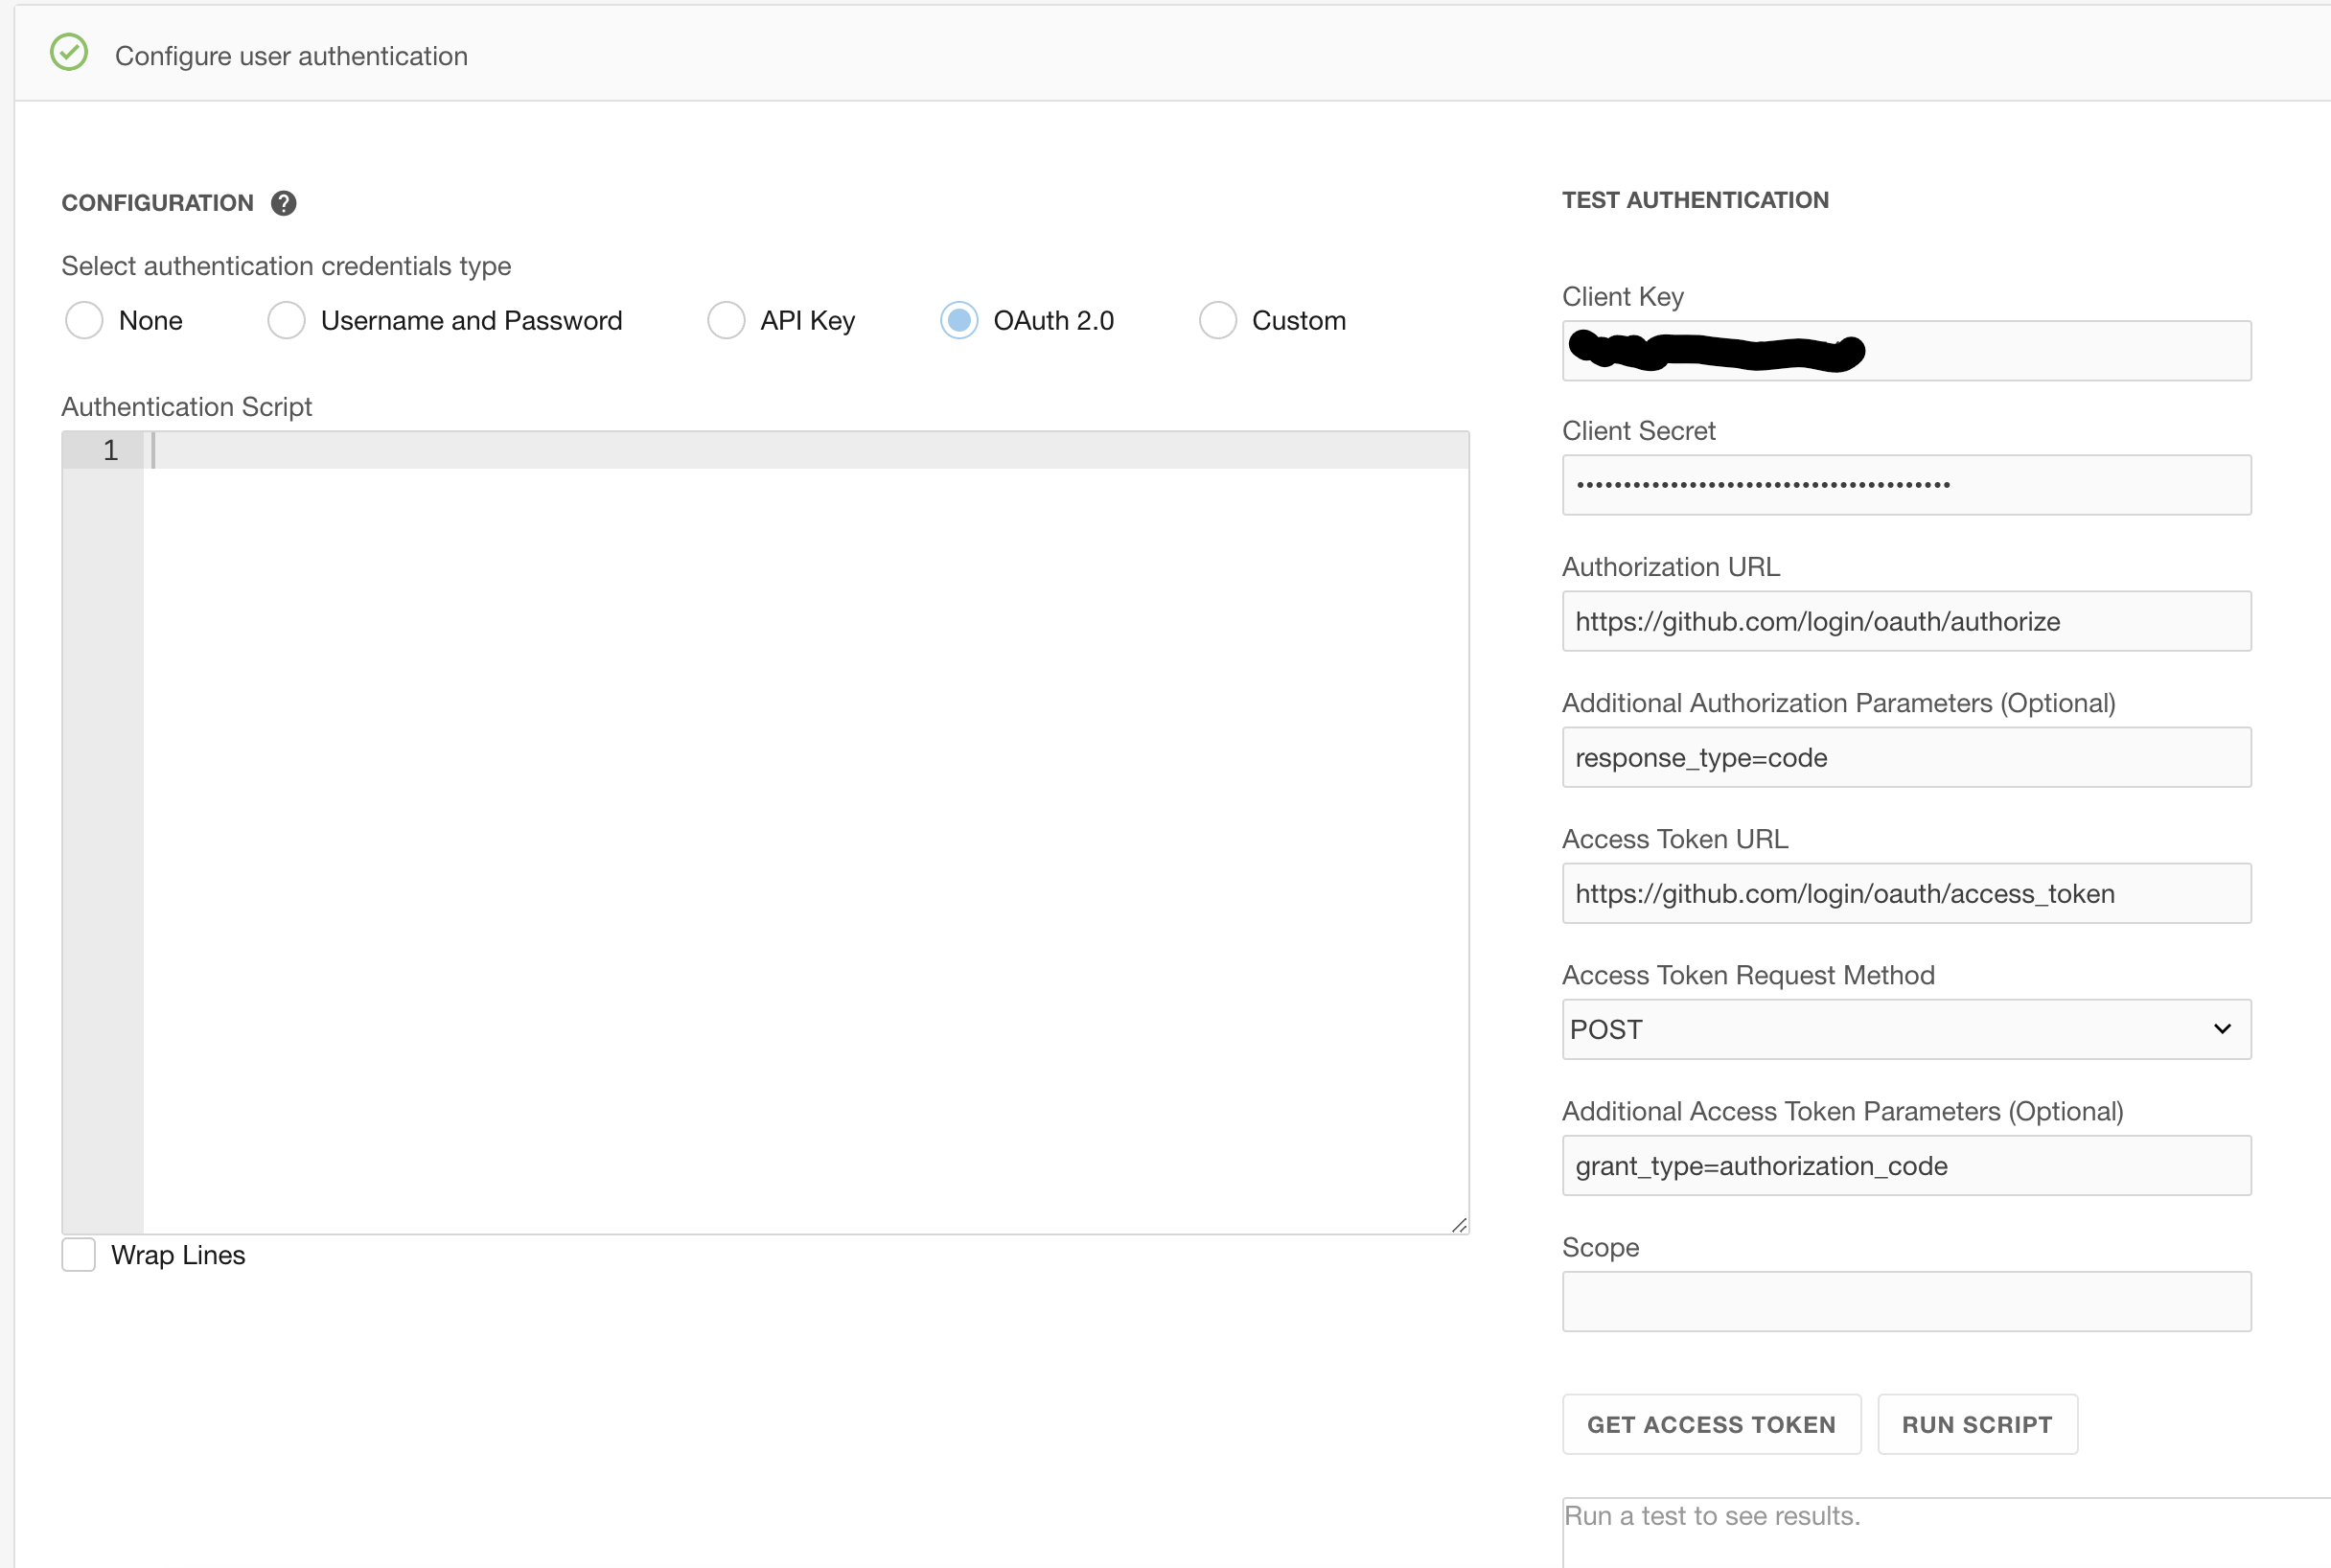 Configure user authentication
CONFIGURATION ?
Select authentication credentials type
None Username and Password API Key OAuth 2.0 Custom
Authentication Script
1
Wrap Lines
TEST AUTHENTICATION
Client Key
Client Secret
••••••••••••••••••••••••••••••••••••••••
Authorization URL
https://github.com/login/oauth/authorize
Additional Authorization Parameters (Optional)
response_type=code
Access Token URL
https://github.com/login/oauth/access_token
Access Token Request Method
POST
Additional Access Token Parameters (Optional)
grant_type=authorization_code
Scope
GET ACCESS TOKEN RUN SCRIPT
Run a test to see results.